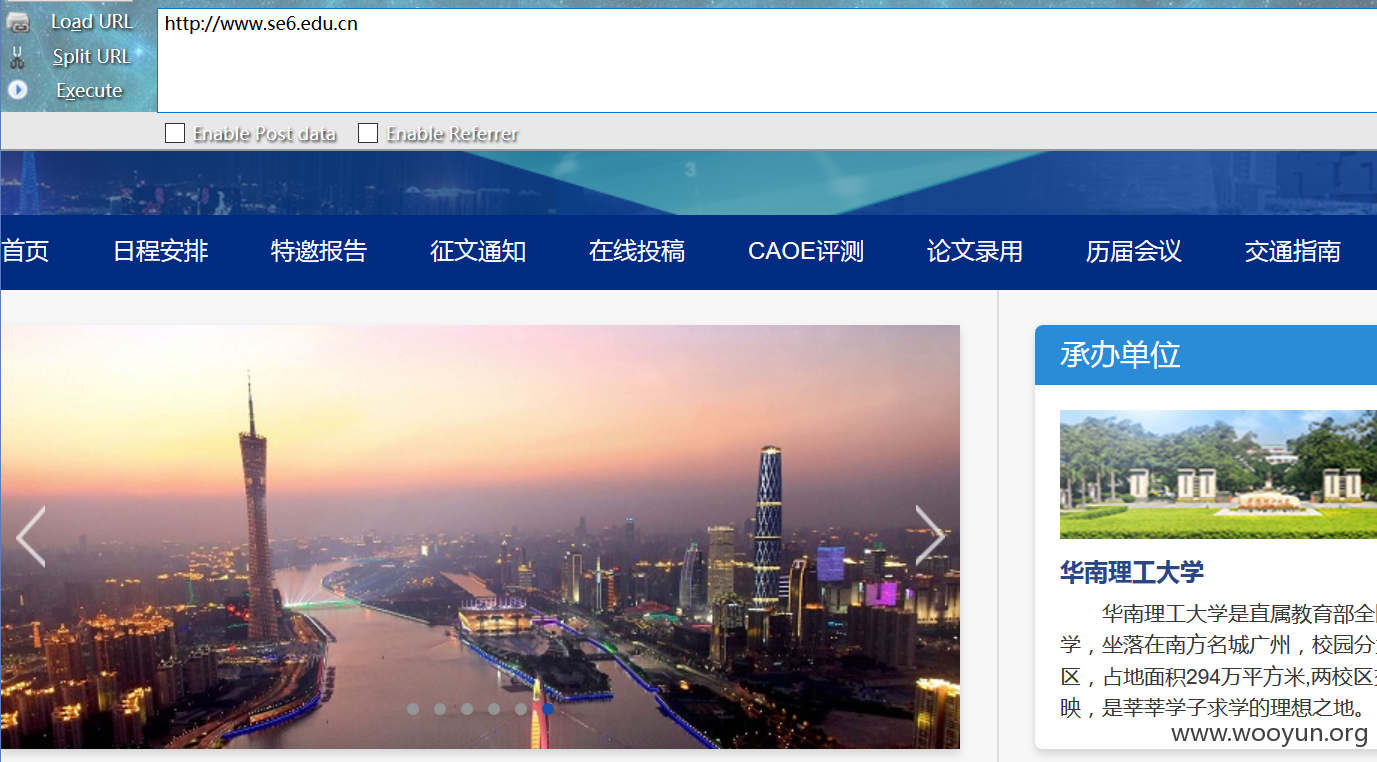 Load URL
http://www.se6.edu.cn
Split URL
Execute
Enable Post data Enable Referrer
3
首页 日程安排 特邀报告 征文通知 在线投稿 CAOE评测 论文录用 历届会议 交通指南
承办单位
华南理工大学
华南理工大学是直属教育部全
学，坐落在南方名城广州，校园分
区，占地面积294万平方米,两校区
映，是莘莘学子求学的理想之地。
www.wooyun.org